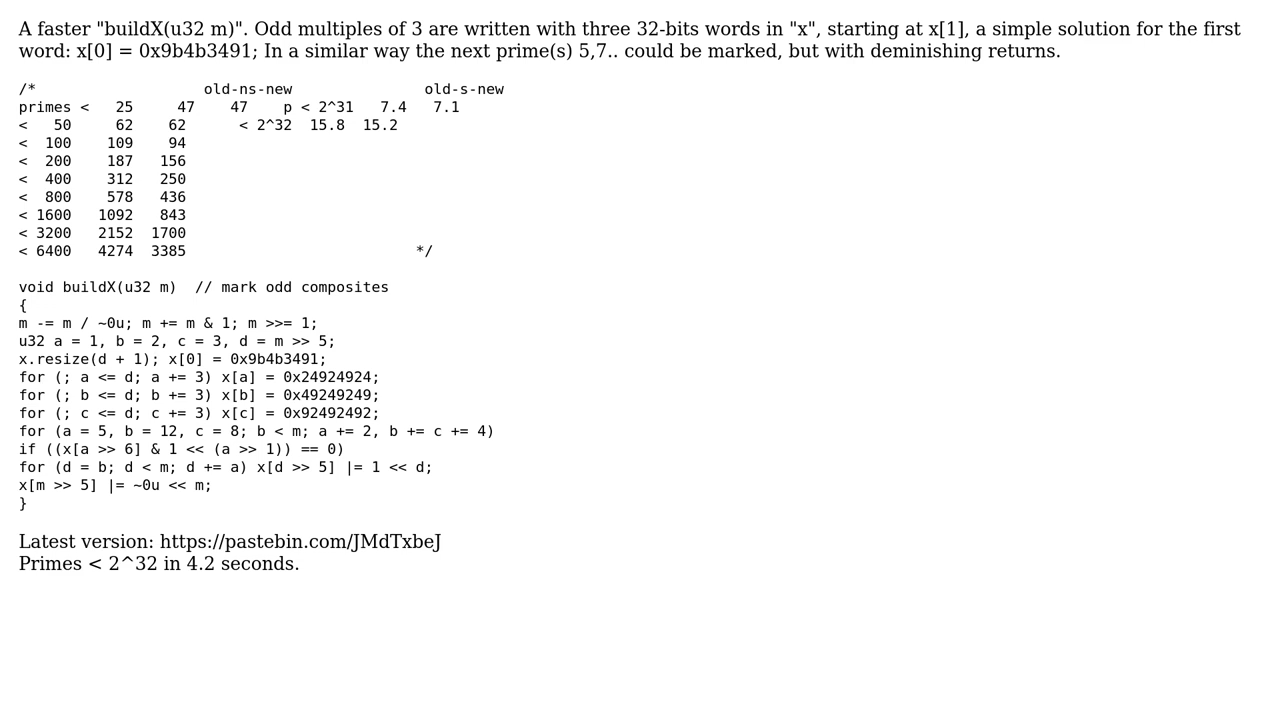 A faster "buildX(u32 m)". Odd multiples of 3 are written with three 32-bits words in "x", starting at x[1], a simple solution for the first
word: x[0] = 0x9b4b3491; In a similar way the next prime(s) 5,7.. could be marked, but with deminishing returns.
/*                   old-ns-new               old-s-new
primes <   25     47    47    p < 2^31   7.4   7.1
<   50     62    62      < 2^32  15.8  15.2
<  100    109    94
<  200    187   156
<  400    312   250
<  800    578   436
< 1600   1092   843
< 3200   2152  1700
< 6400   4274  3385                          */
void buildX(u32 m)  // mark odd composites
{
m -= m / ~0u; m += m & 1; m >>= 1;
u32 a = 1, b = 2, c = 3, d = m >> 5;
x.resize(d + 1); x[0] = 0x9b4b3491;
for (; a <= d; a += 3) x[a] = 0x24924924;
for (; b <= d; b += 3) x[b] = 0x49249249;
for (; c <= d; c += 3) x[c] = 0x92492492;
for (a = 5, b = 12, c = 8; b < m; a += 2, b += c += 4)
if ((x[a >> 6] & 1 << (a >> 1)) == 0)
for (d = b; d < m; d += a) x[d >> 5] |= 1 << d;
x[m >> 5] |= ~0u << m;
}
Latest version: https://pastebin.com/JMdTxbeJ
Primes < 2^32 in 4.2 seconds.